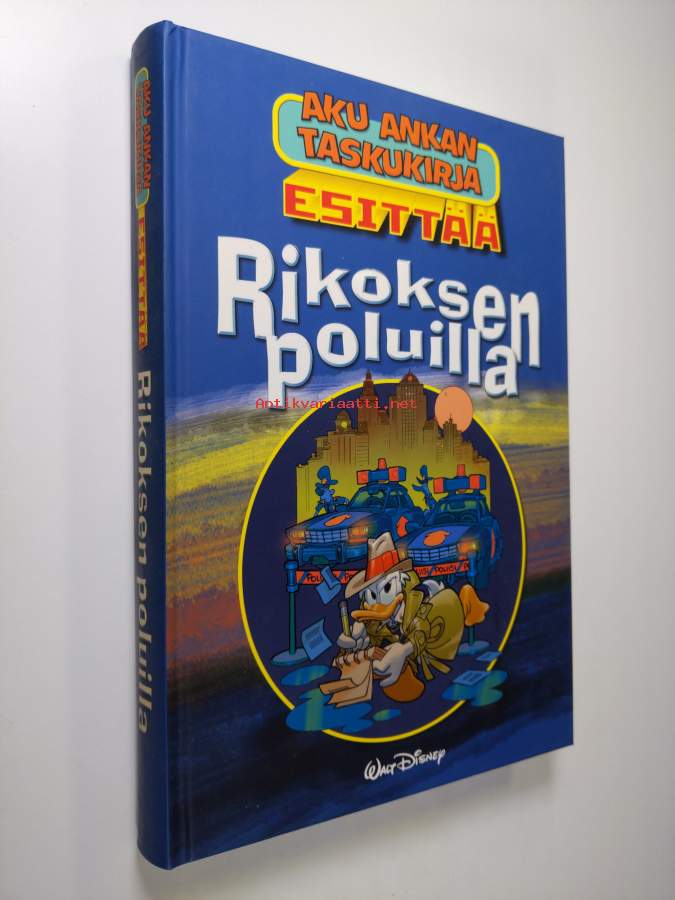 AKU ANKAN
TASKUKIRJA
ESITTÄÄ
Rikoksen
poluilla
Antikvariaatti.net
WALT DISNEY
AKU ANKAN
TASKUKIRJA
ESITTÄÄ
Rikoksen poluilla